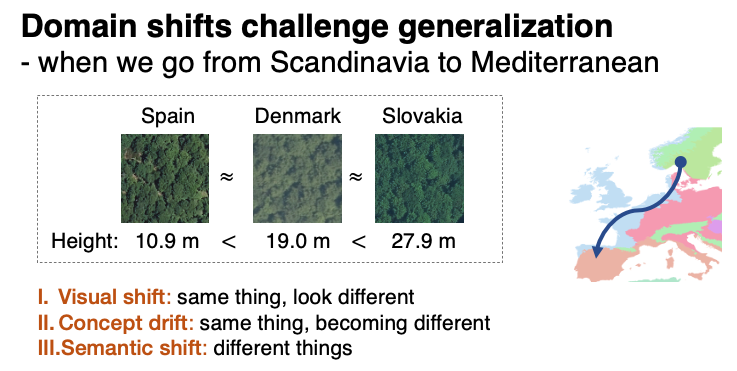 Domain shifts challenge generalization
- when we go from Scandinavia to Mediterranean
Spain Denmark Slovakia
≈ ≈
Height: 10.9 m < 19.0 m < 27.9 m
I. Visual shift: same thing, look different
II. Concept drift: same thing, becoming different
III.Semantic shift: different things